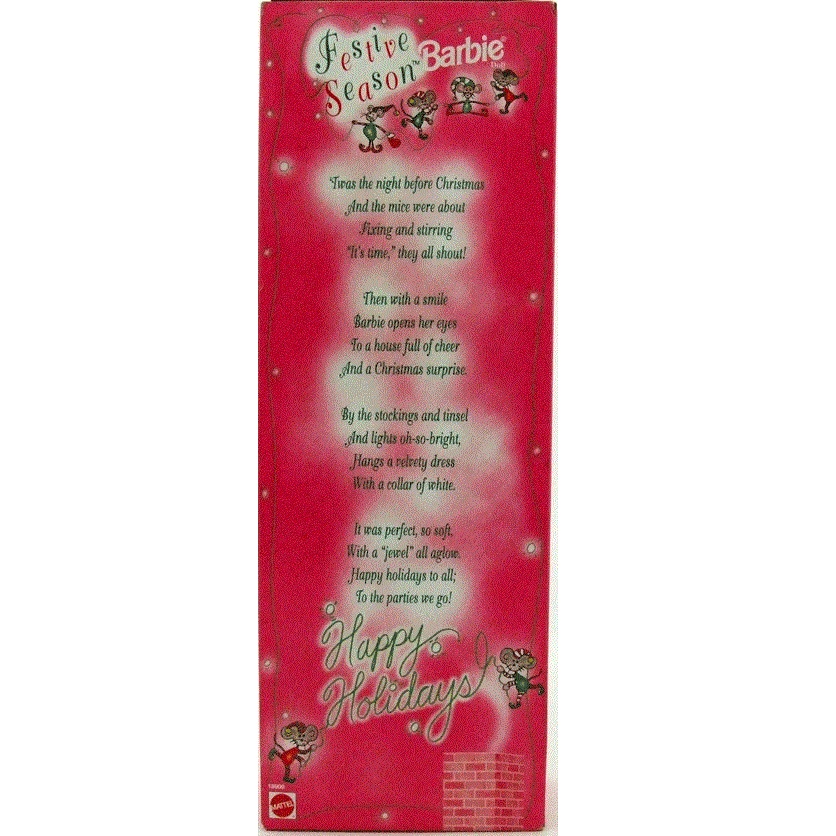 Festive Barbie®
Season™ Doll
'Twas the night before Christmas
And the mice were about
Fixing and stirring
"It's time," they all shout!
Then with a smile
Barbie opens her eyes
To a house full of cheer
And a Christmas surprise.
By the stockings and tinsel
And lights oh-so-bright,
Hangs a velvety dress
With a collar of white.
It was perfect, so soft,
With a "jewel" all aglow.
Happy holidays to all;
To the parties we go!
Happy
Holidays!
MATTEL